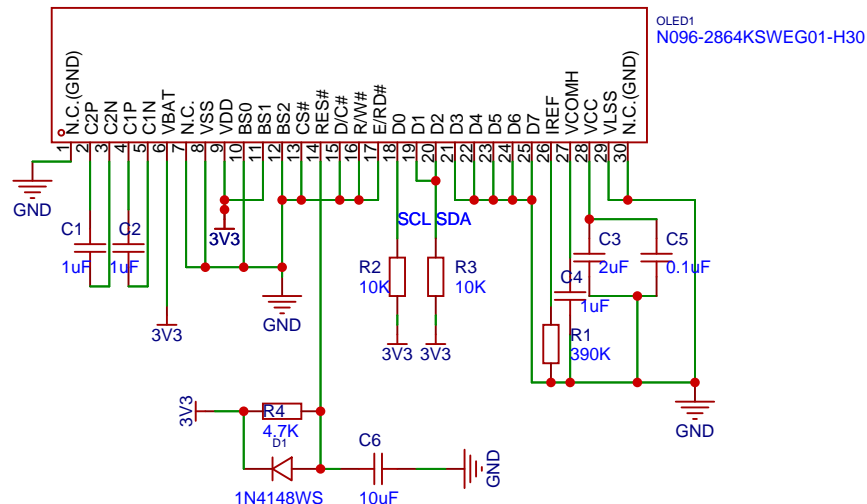 OLED1
N096-2864KSWEG01-H30
N.C.(GND)
C2P
C2N
C1P
C1N
VBAT
N.C.
VSS
VDD
BS0
BS1
BS2
CS#
RES#
D/C#
R/W#
E/RD#
D0
D1
D2
D3
D4
D5
D6
D7
IREF
VCOMH
VCC
VLSS
N.C.(GND)
1
2
3
4
5
6
7
8
9
10
11
12
13
14
15
16
17
18
19
20
21
22
23
24
25
26
27
28
29
30
GND
C1
1uF
C2
1uF
3V3
3V3
GND
SCL
SDA
R2
10K
R3
10K
3V3
3V3
C3
2uF
C5
0.1uF
C4
1uF
R1
390K
GND
3V3
R4
4.7K
D1
1N4148WS
C6
10uF
GND